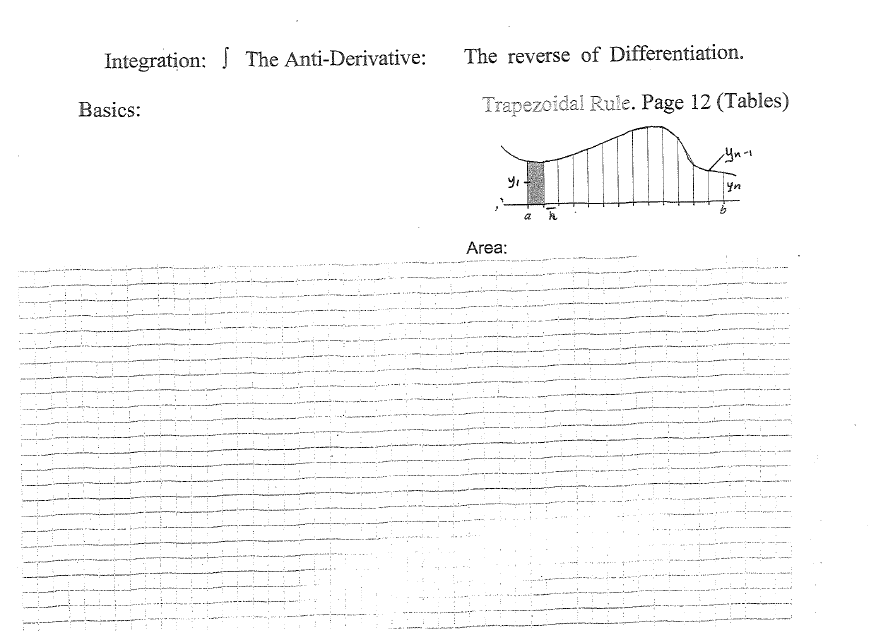 Integration: ∫ The Anti-Derivative: The reverse of Differentiation.
Basics:
Trapezoidal Rule. Page 12 (Tables)
yn-1
y1
yn
a h b
Area: